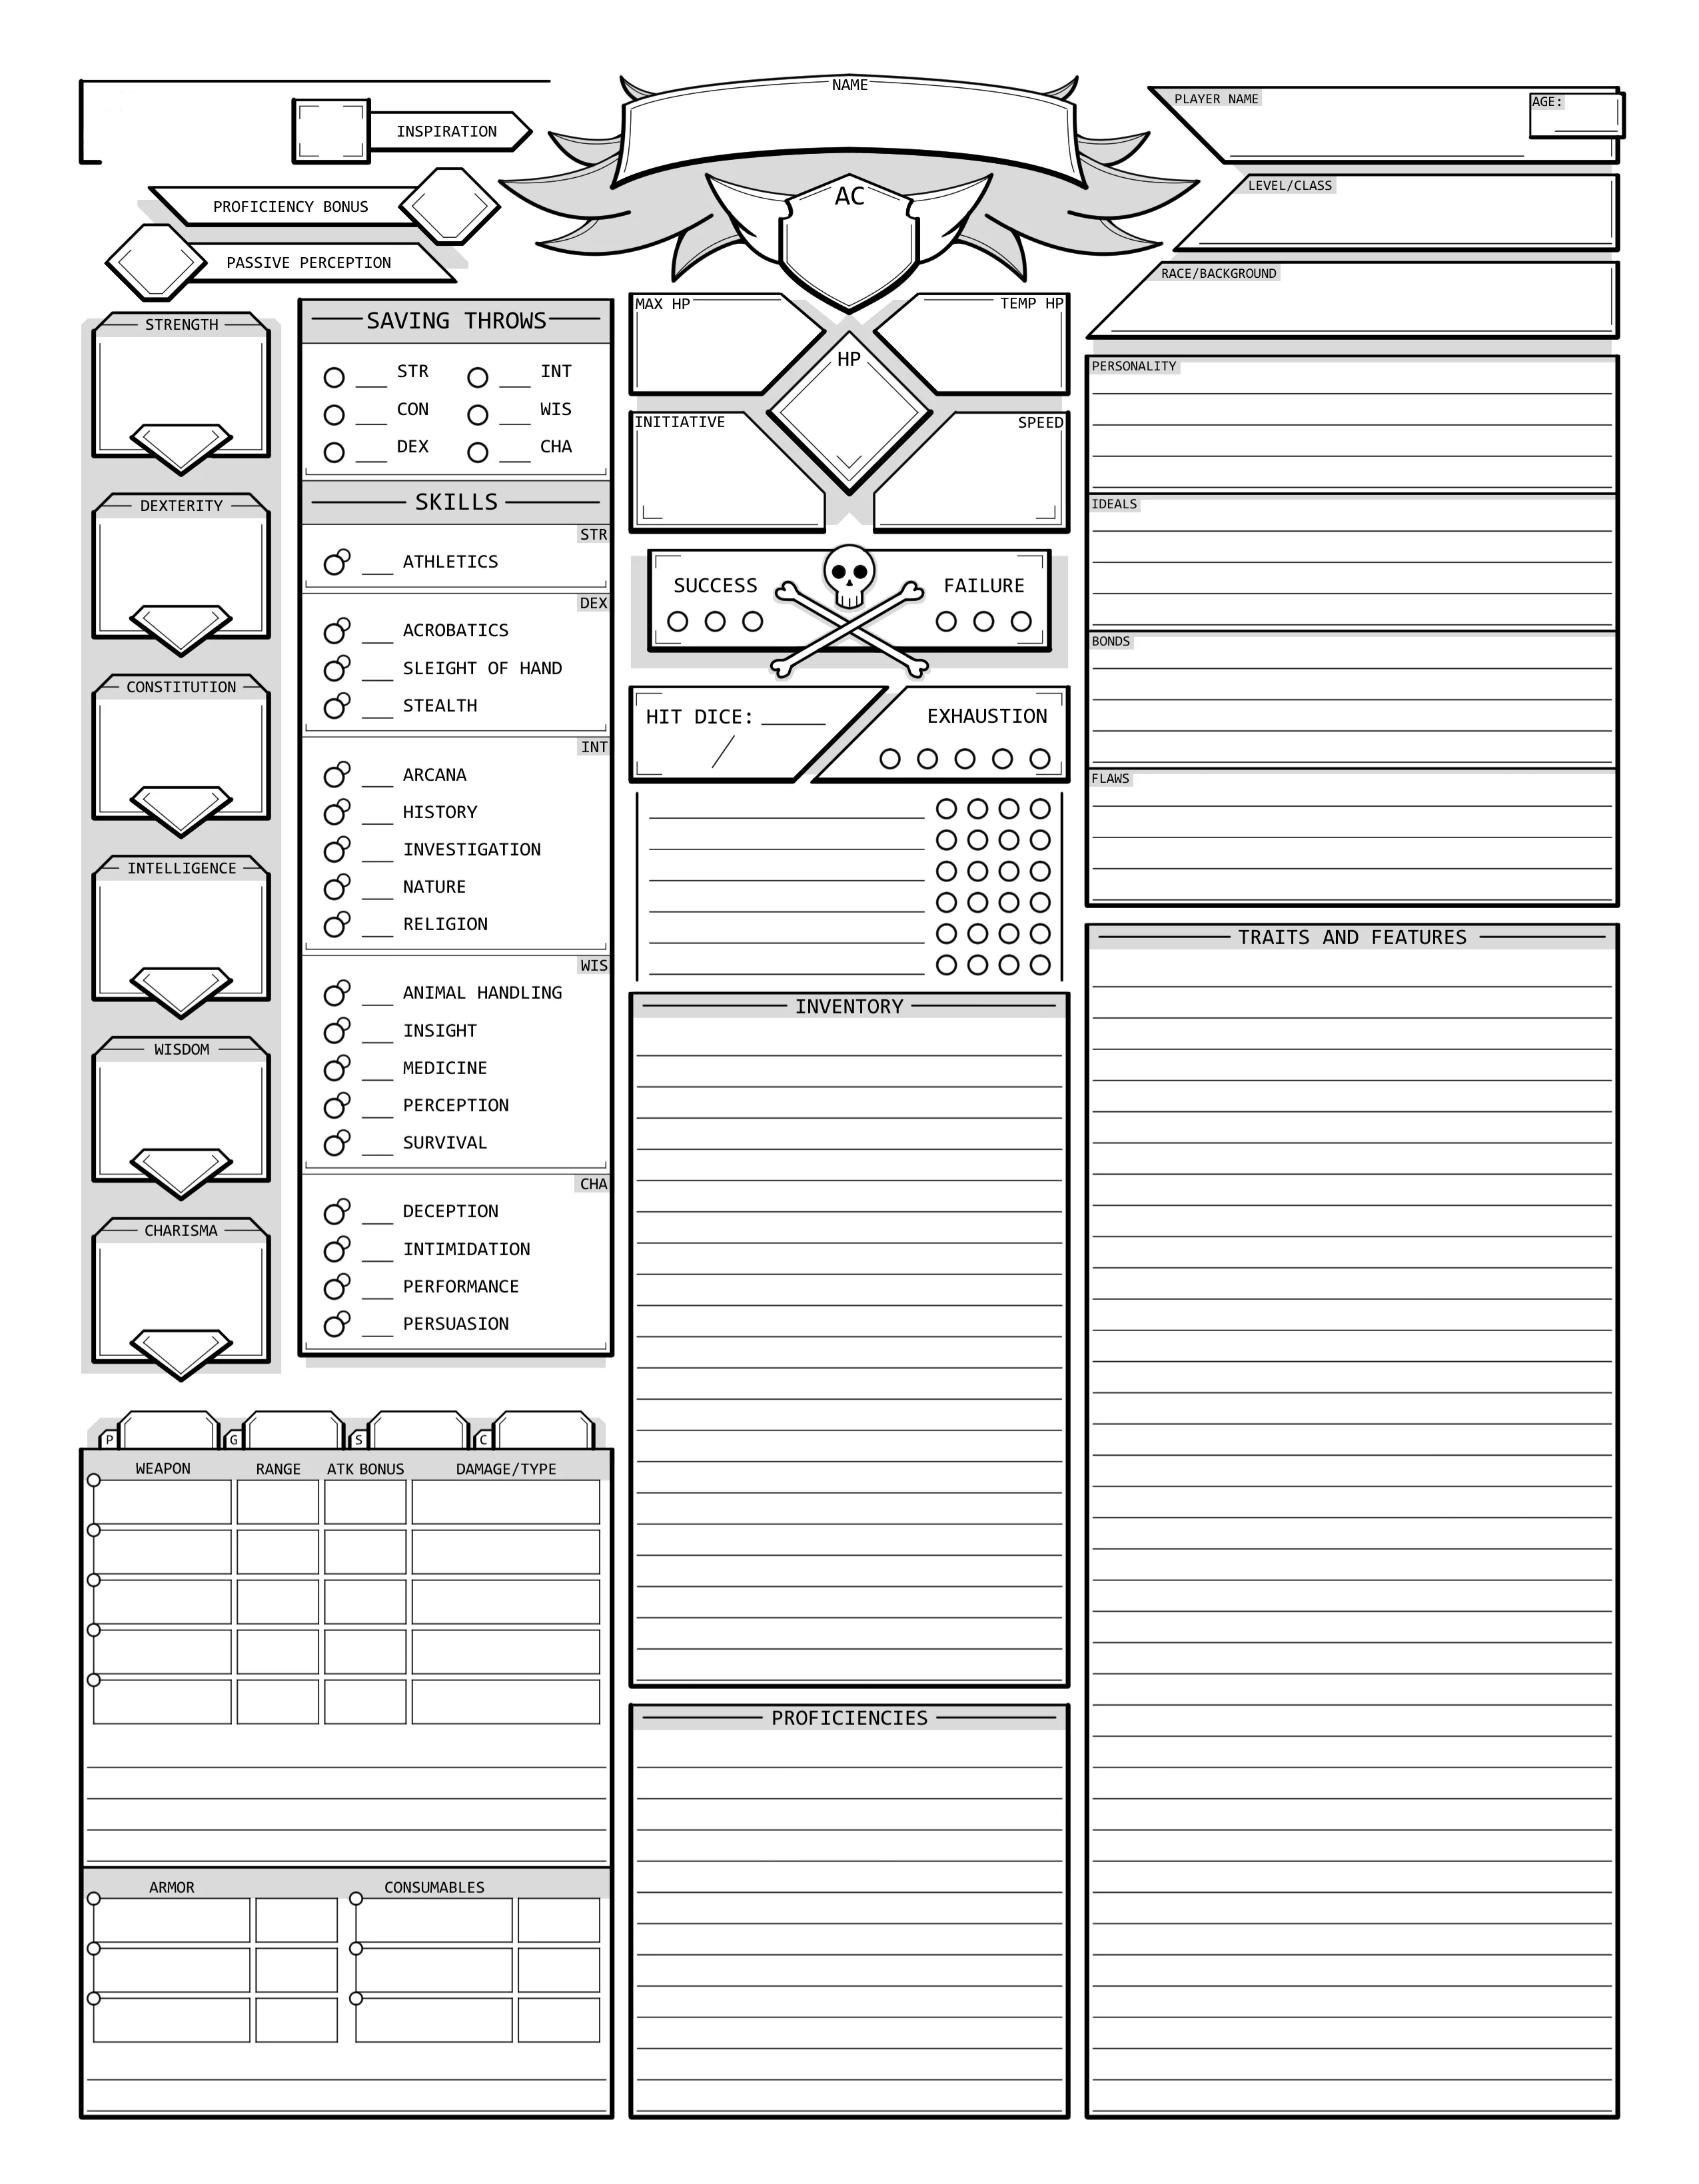 NAME
PLAYER NAME
AGE:
INSPIRATION
PROFICIENCY BONUS
LEVEL/CLASS
AC
PASSIVE PERCEPTION
RACE/BACKGROUND
STRENGTH
DEXTERITY
CONSTITUTION
INTELLIGENCE
WISDOM
CHARISMA
SAVING THROWS
STR INT
CON WIS
DEX CHA
SKILLS
STR
ATHLETICS
DEX
ACROBATICS
SLEIGHT OF HAND
STEALTH
INT
ARCANA
HISTORY
INVESTIGATION
NATURE
RELIGION
WIS
ANIMAL HANDLING
INSIGHT
MEDICINE
PERCEPTION
SURVIVAL
CHA
DECEPTION
INTIMIDATION
PERFORMANCE
PERSUASION
P G S C
WEAPON RANGE ATK BONUS DAMAGE/TYPE
ARMOR CONSUMABLES
MAX HP TEMP HP
HP
INITIATIVE SPEED
SUCCESS FAILURE
HIT DICE: EXHAUSTION
/
INVENTORY
PROFICIENCIES
PERSONALITY
IDEALS
BONDS
FLAWS
TRAITS AND FEATURES